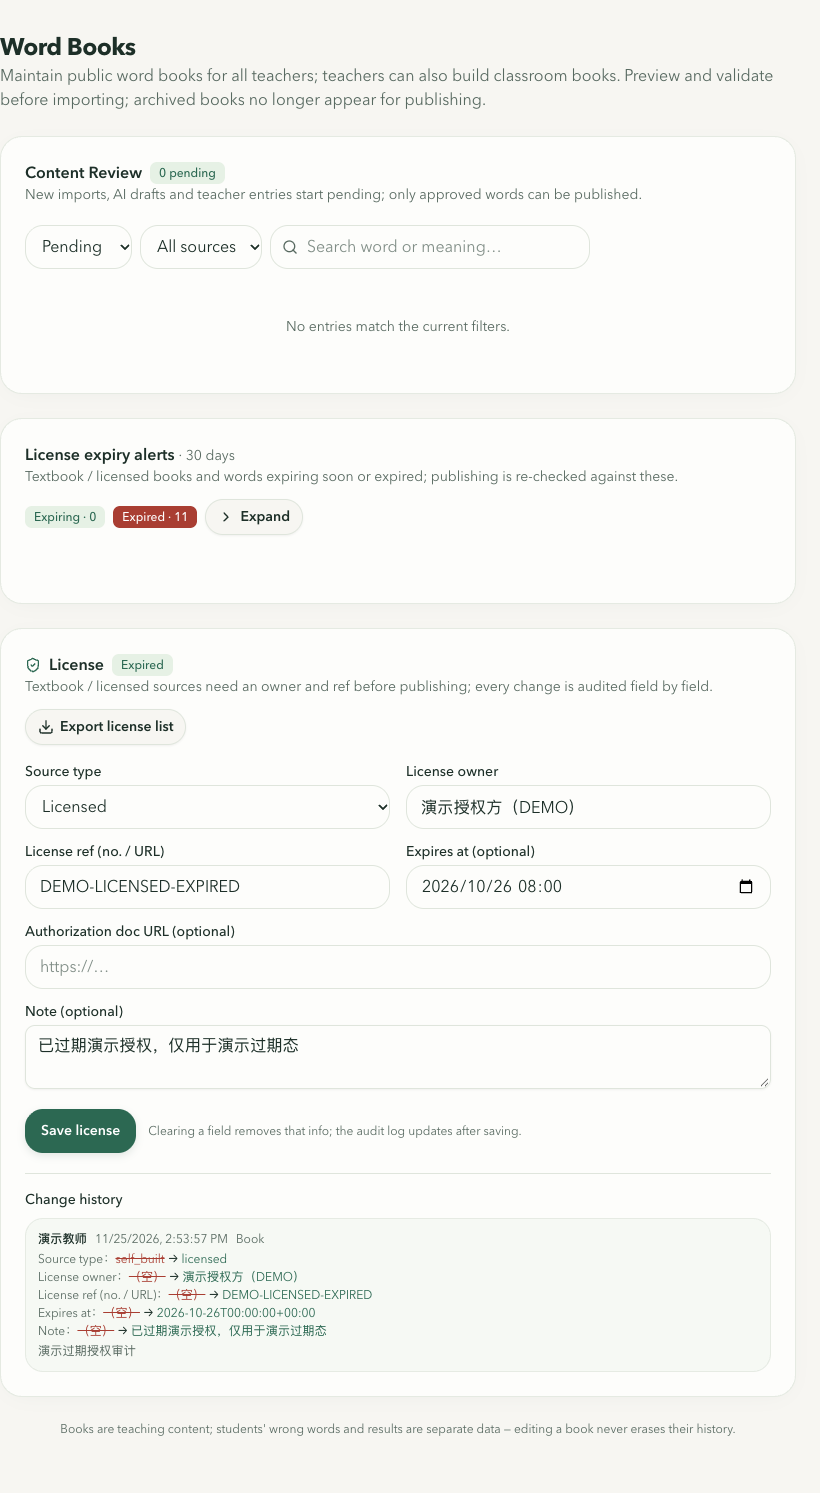 Word Books
Maintain public word books for all teachers; teachers can also build classroom books. Preview and validate
before importing; archived books no longer appear for publishing.
Content Review 0 pending
New imports, AI drafts and teacher entries start pending; only approved words can be published.
Pending All sources Search word or meaning...
No entries match the current filters.
License expiry alerts · 30 days
Textbook / licensed books and words expiring soon or expired; publishing is re-checked against these.
Expiring · 0 Expired · 11 Expand
License Expired
Textbook / licensed sources need an owner and ref before publishing; every change is audited field by field.
Export license list
Source type License owner
Licensed 演示授权方（DEMO）
License ref (no. / URL) Expires at (optional)
DEMO-LICENSED-EXPIRED 2026/10/26 08:00
Authorization doc URL (optional)
https://...
Note (optional)
已过期演示授权，仅用于演示过期态
Save license Clearing a field removes that info; the audit log updates after saving.
Change history
演示教师 11/25/2026, 2:53:57 PM Book
Source type： self_built → licensed
License owner： （空） → 演示授权方（DEMO）
License ref (no. / URL)： （空） → DEMO-LICENSED-EXPIRED
Expires at： （空） → 2026-10-26T00:00:00+00:00
Note： （空） → 已过期演示授权，仅用于演示过期态
演示过期授权审计
Books are teaching content; students' wrong words and results are separate data — editing a book never erases their history.